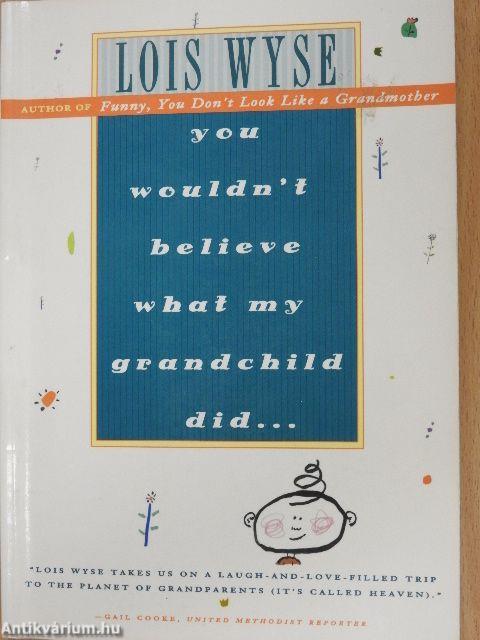 LOIS WYSE
AUTHOR OF Funny, You Don't Look Like a Grandmother
you
wouldn't
believe
what my
grandchild
did...
"LOIS WYSE TAKES US ON A LAUGH-AND-LOVE-FILLED TRIP
TO THE PLANET OF GRANDPARENTS (IT'S CALLED HEAVEN)."
—GAIL COOKE, UNITED METHODIST REPORTER
Antikvárium.hu